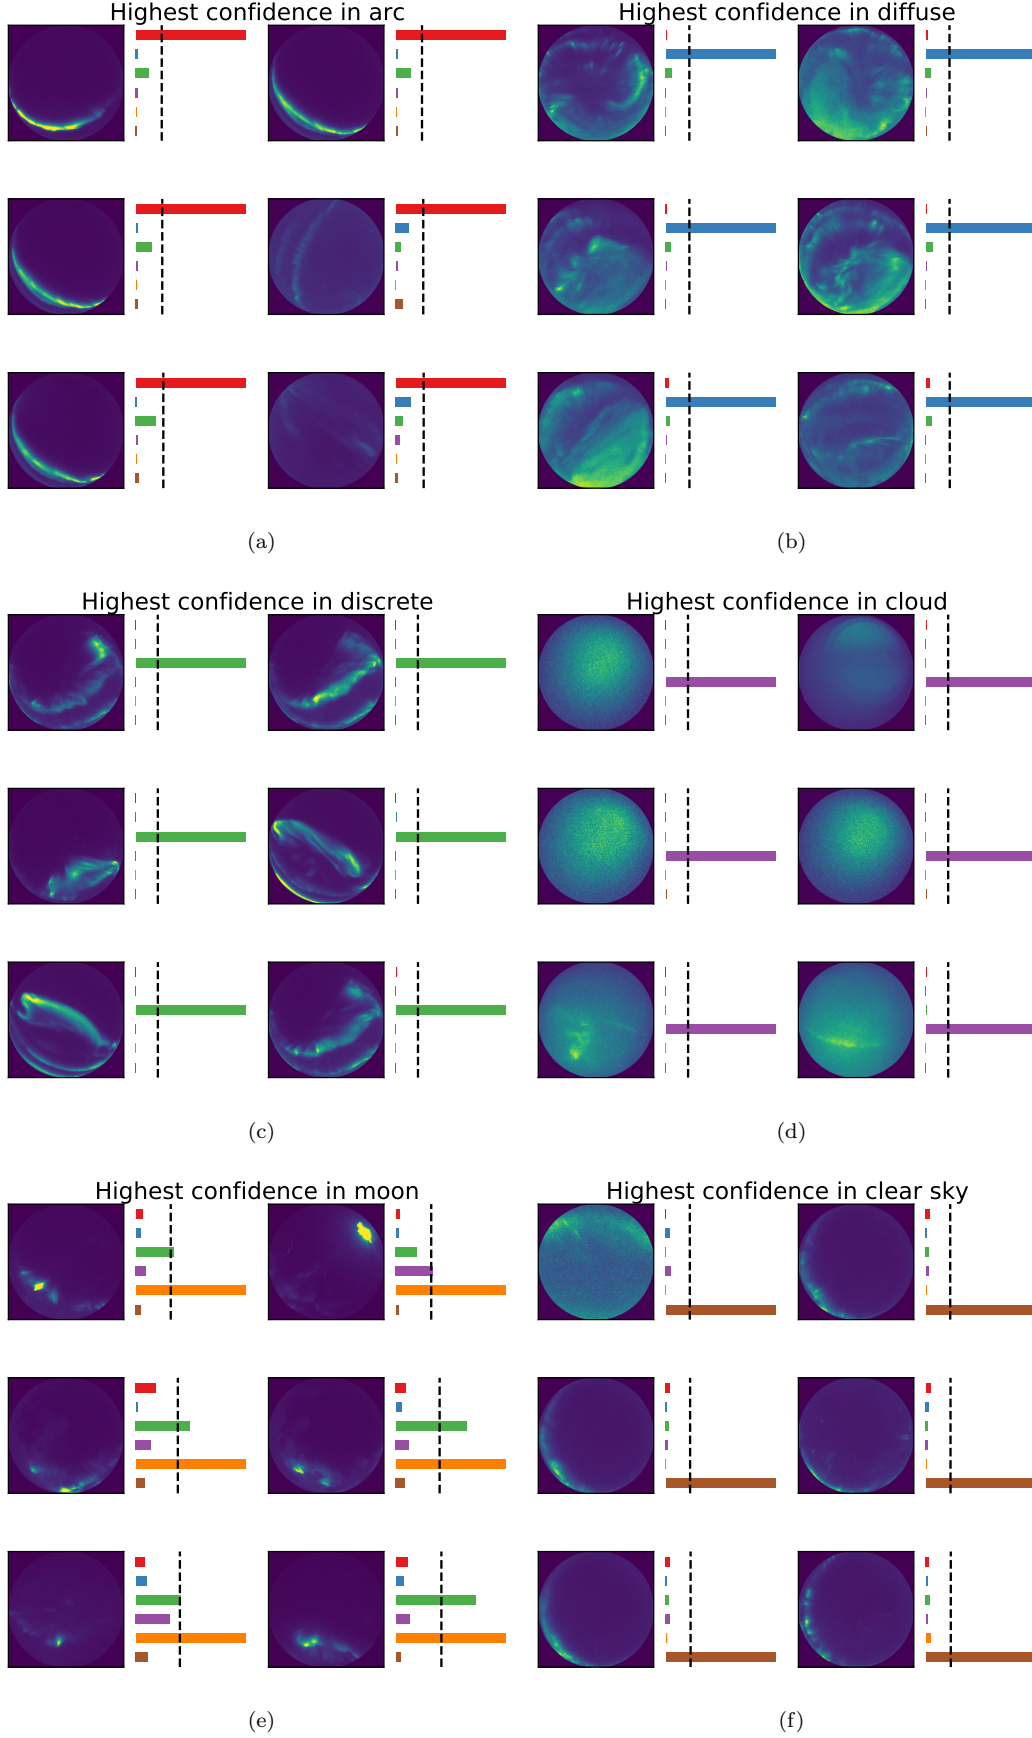 Highest confidence in arc
Highest confidence in diffuse
(a)
(b)
Highest confidence in discrete
Highest confidence in cloud
(c)
(d)
Highest confidence in moon
Highest confidence in clear sky
(e)
(f)